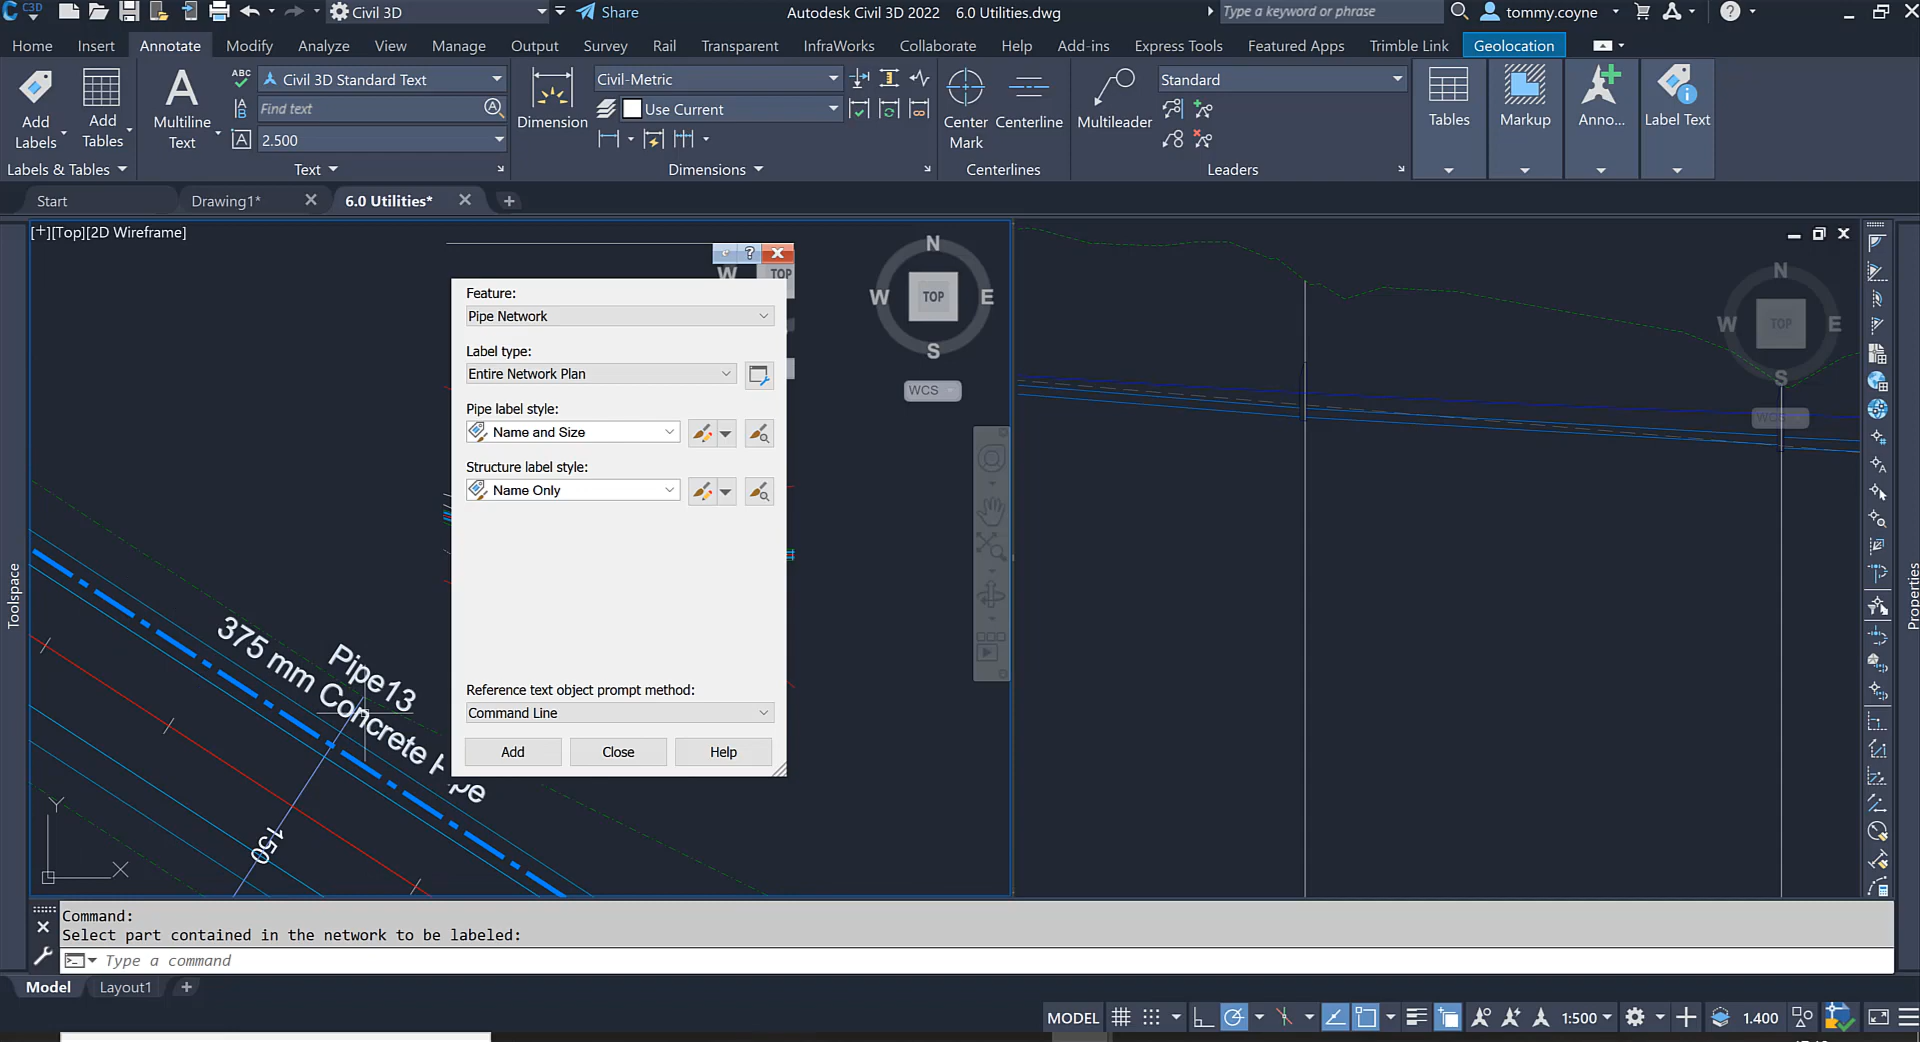 C3D
Civil 3D
Share
Autodesk Civil 3D 2022 6.0 Utilities.dwg
Type a keyword or phrase
tommy.coyne
Home Insert Annotate Modify Analyze View Manage Output Survey Rail Transparent InfraWorks Collaborate Help Add-ins Express Tools Featured Apps Trimble Link Geolocation
Add Labels
Add Tables
Labels & Tables
Multiline Text
ABC
Civil 3D Standard Text
Find text
2.500
Text
Dimension
Civil-Metric
Use Current
Dimensions
Center Mark
Centerline
Centerlines
Multileader
Standard
Leaders
Tables
Markup
Anno...
Label Text
Start
Drawing1*
6.0 Utilities*
[+][Top][2D Wireframe]
W TOP
N
W TOP E
S
WCS
N
W TOP E
S
WCS
Feature:
Pipe Network
Label type:
Entire Network Plan
Pipe label style:
Name and Size
Structure label style:
Name Only
Reference text object prompt method:
Command Line
Add Close Help
Pipe13
375 mm Concrete Pipe
150
Y
X
Toolspace
Properties
Command:
Select part contained in the network to be labeled:
Type a command
Model Layout1
MODEL
1:500
1.400